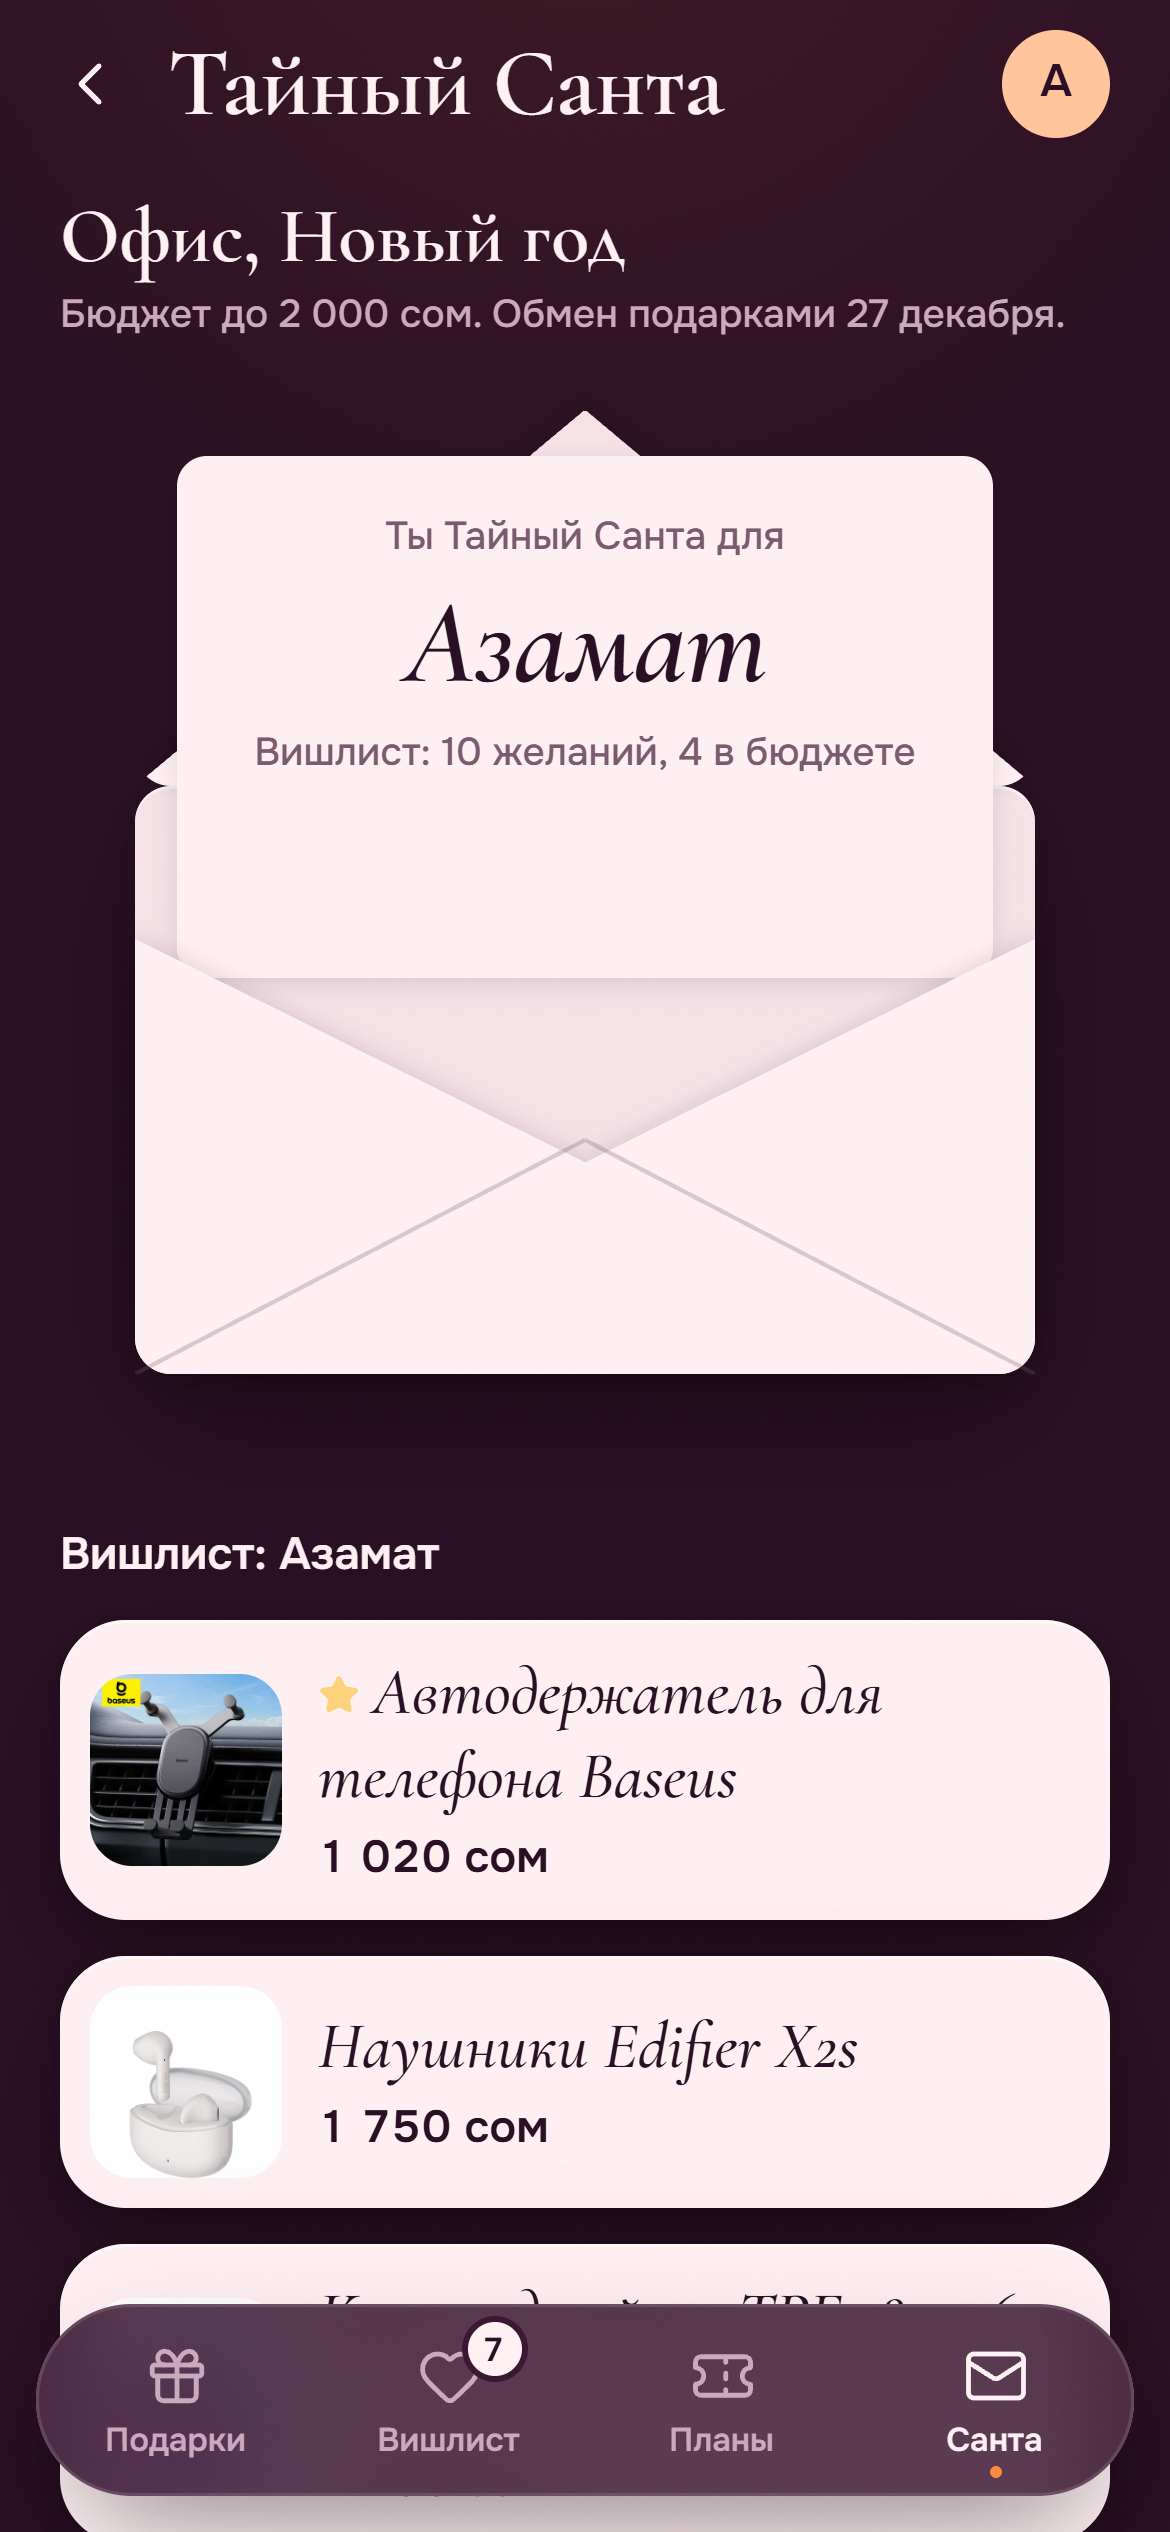 Тайный Санта
А
Офис, Новый год
Бюджет до 2 000 сом. Обмен подарками 27 декабря.
Ты Тайный Санта для
Азамат
Вишлист: 10 желаний, 4 в бюджете
Вишлист: Азамат
baseus
Автодержатель для
телефона Baseus
1 020 сом
Наушники Edifier X2s
1 750 сом
7
Подарки
Вишлист
Планы
Санта